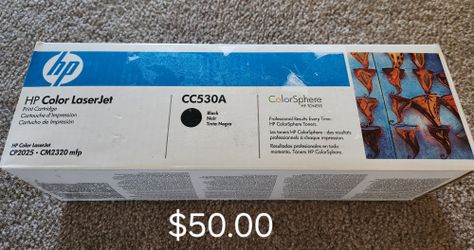 hp
HP Color LaserJet
Print Cartridge
Cartouche d'Impression
Cartucho de Impresión
HP Color LaserJet
CP2025 • CM2320 mfp
CC530A
Black
Noir
Tinta Negra
ColorSphere
HP TONERS
Professional Results Every Time.
HP ColorSphere Toners.
Les toners HP ColorSphere : des résultats
professionnels à chaque impression.
Resultados profesionales en todo
momento. Tóners HP ColorSphere.
$50.00